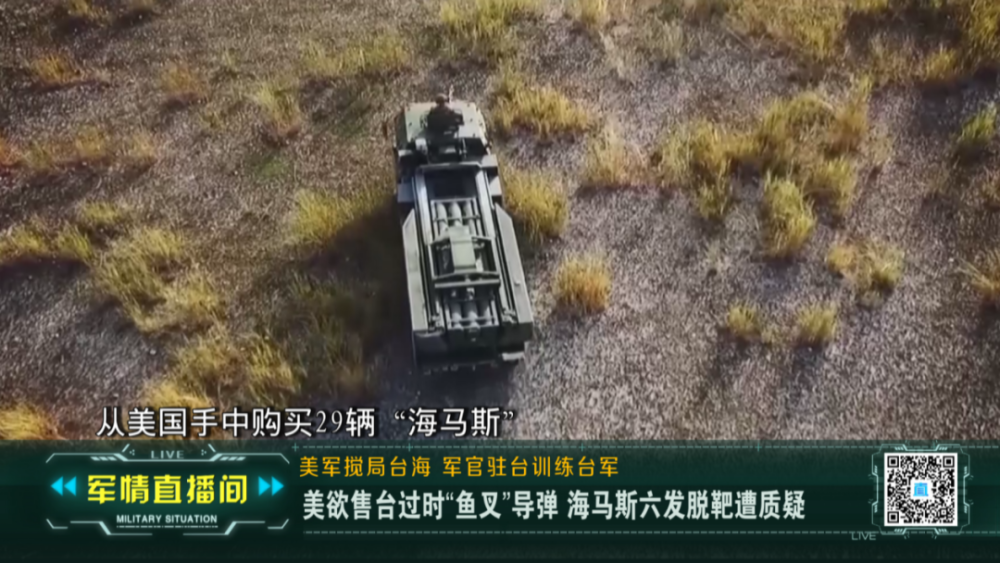 从美国手中购买29辆 “海马斯”
LIVE
军情直播间
MILITARY SITUATION
美军搅局台海 军官驻台训练台军
美欲售台过时“鱼叉”导弹 海马斯六发脱靶遭质疑
LIVE
LIVE